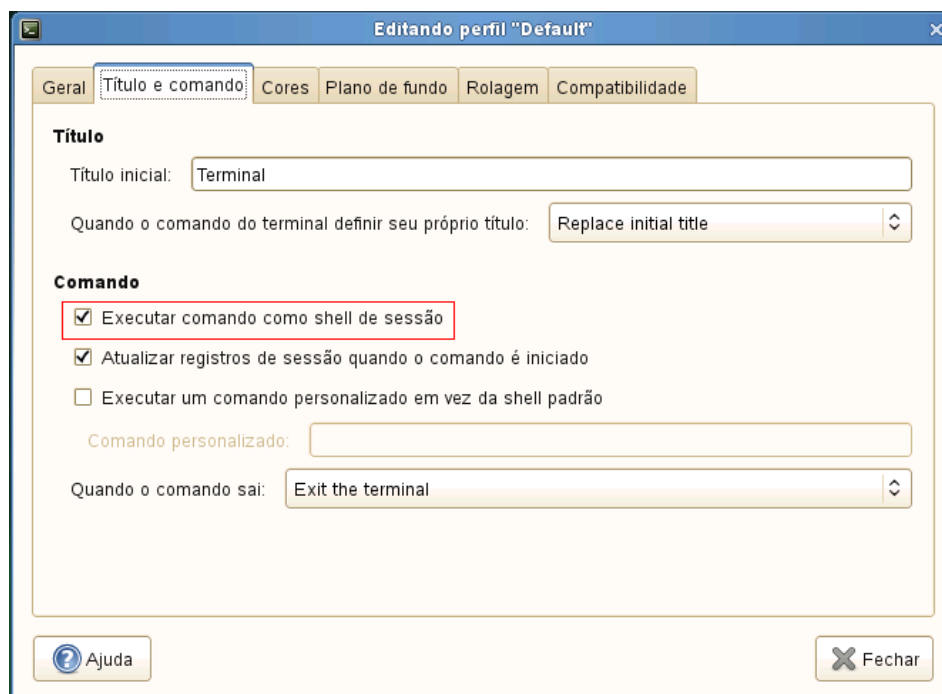 Editando perfil "Default"
Geral Título e comando Cores Plano de fundo Rolagem Compatibilidade
Título
Título inicial: Terminal
Quando o comando do terminal definir seu próprio título: Replace initial title
Comando
Executar comando como shell de sessão
Atualizar registros de sessão quando o comando é iniciado
Executar um comando personalizado em vez da shell padrão
Comando personalizado:
Quando o comando sai: Exit the terminal
Ajuda Fechar